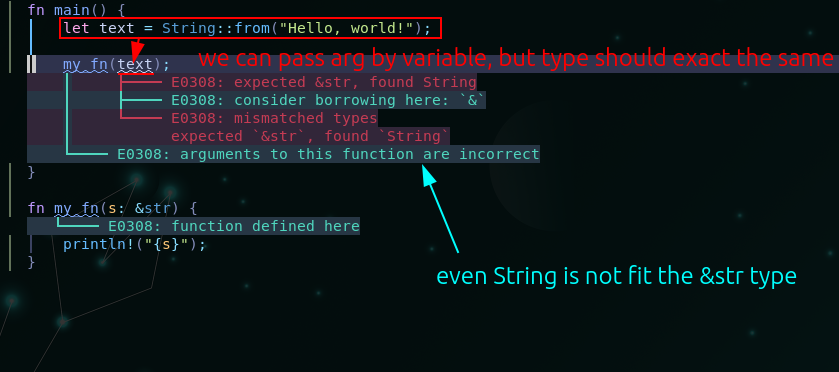 fn main() {
let text = String::from("Hello, world!");
we can pass arg by variable, but type should exact the same
my_fn(text);
E0308: expected &str, found String
E0308: consider borrowing here: `&`
E0308: mismatched types
expected `&str`, found `String`
E0308: arguments to this function are incorrect
}
fn my_fn(s: &str) {
E0308: function defined here
println!("{s}");
}
even String is not fit the &str type